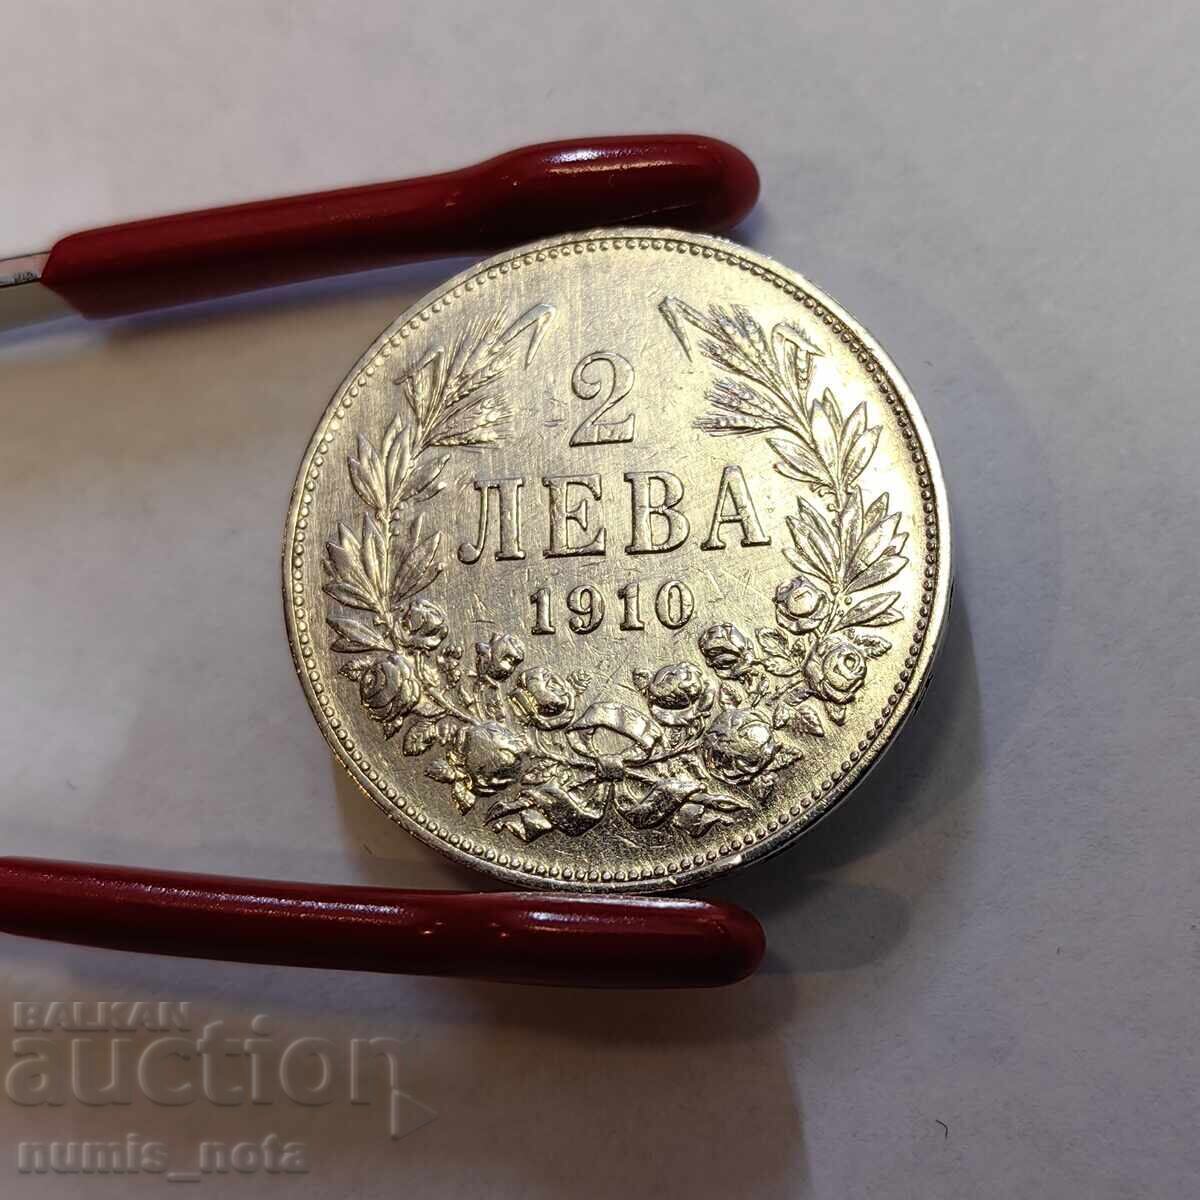 2
ЛЕВА
1910
BALKAN
auction
numis_nota